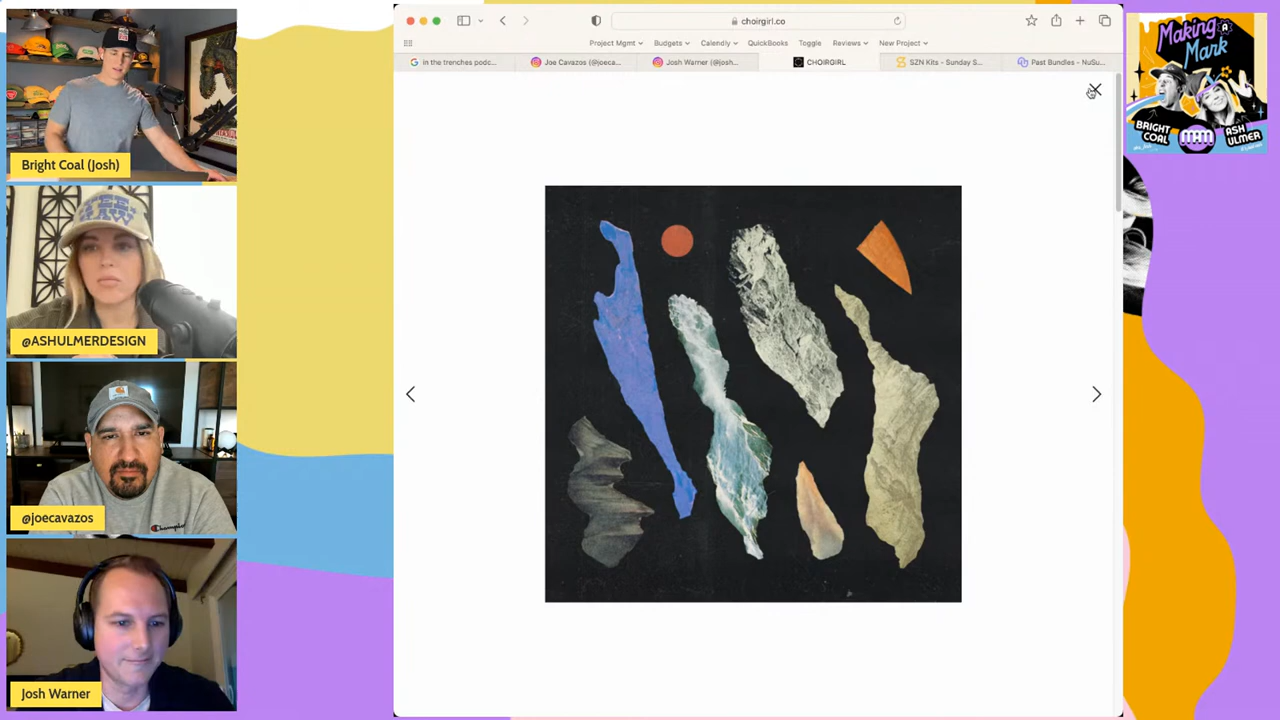 Bright Coal (Josh)
@ASHULMERDESIGN
@joecavazos
Champion
Josh Warner
choirgirl.co
Project Mgmt
Budgets
Calendly
QuickBooks
Toggle
Reviews
New Project
in the trenches podc...
Joe Cavazos (@joeca...
Josh Warner (@josh...
CHOIRGIRL
SZN Kits - Sunday S...
Past Bundles - NuSu...
Making
A
Mark
BRIGHT
COAL
MAM
ASH
ULMER